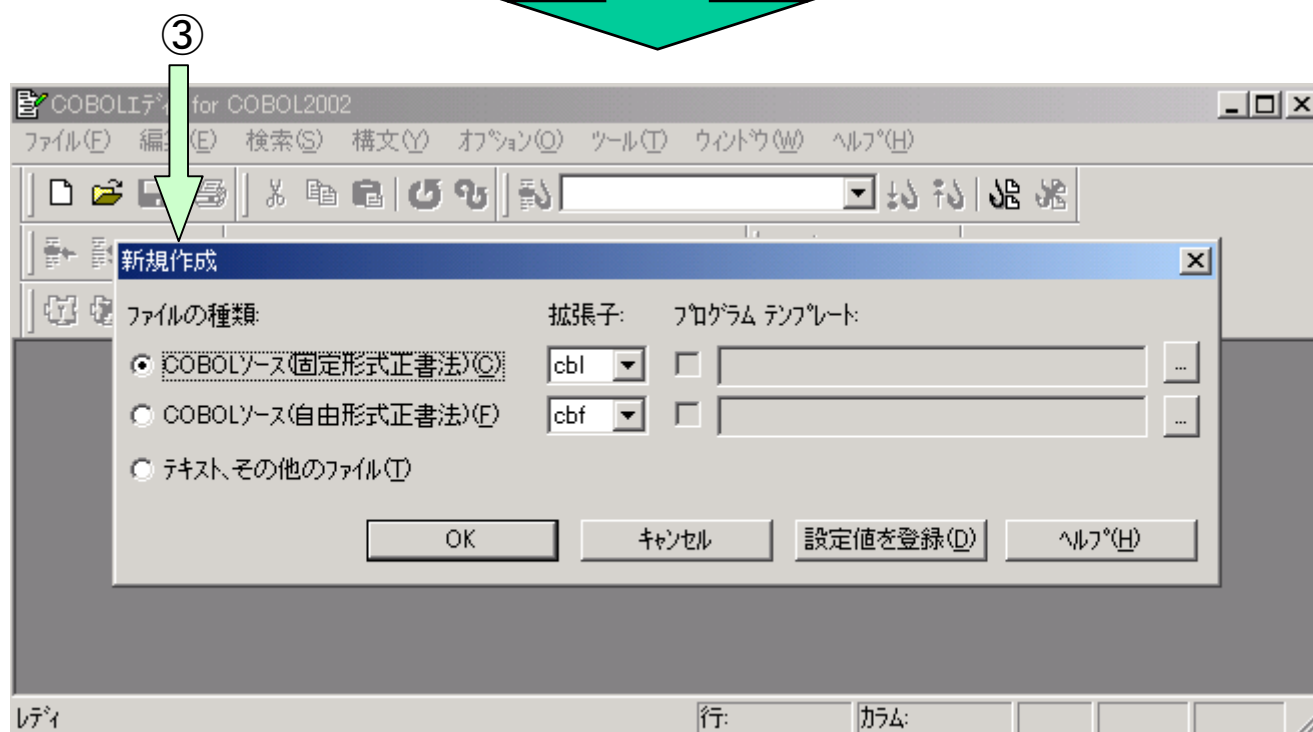 ③
COBOLエディ for COBOL2002
ファイル(F) 編集(E) 検索(S) 構文(Y) オプション(O) ツール(T) ウィンドウ(W) ヘルプ(H)
新規作成
ファイルの種類: 拡張子: プログラム テンプレート:
COBOLソース(固定形式正書法)(C) cbl ...
COBOLソース(自由形式正書法)(F) cbf ...
テキスト、その他のファイル(T)
OK キャンセル 設定値を登録(D) ヘルプ(H)
レディ 行: カラム: